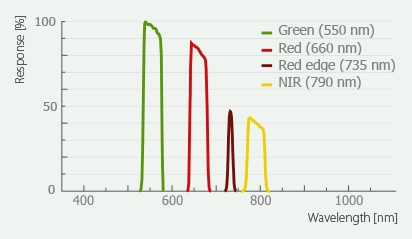 Response [%]
100
50
0
400
600
800
1000
Wavelength [nm]
Green (550 nm)
Red (660 nm)
Red edge (735 nm)
NIR (790 nm)